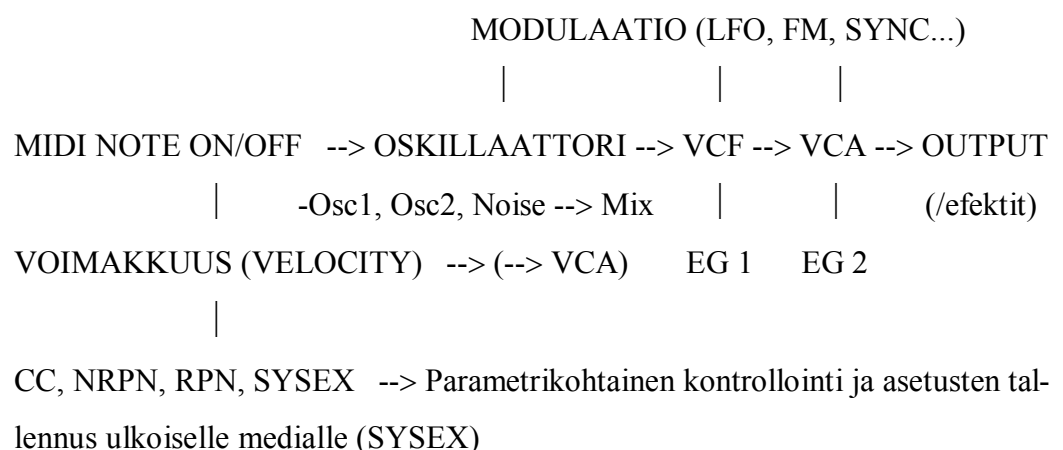 MODULAATIO (LFO, FM, SYNC...)
| | |
MIDI NOTE ON/OFF --> OSKILLAATTORI --> VCF --> VCA --> OUTPUT
| -Osc1, Osc2, Noise --> Mix | | (/efektit)
VOIMAKKUUS (VELOCITY) --> (--> VCA) EG 1 EG 2
|
CC, NRPN, RPN, SYSEX --> Parametrikohtainen kontrollointi ja asetusten tal-
lennus ulkoiselle medialle (SYSEX)